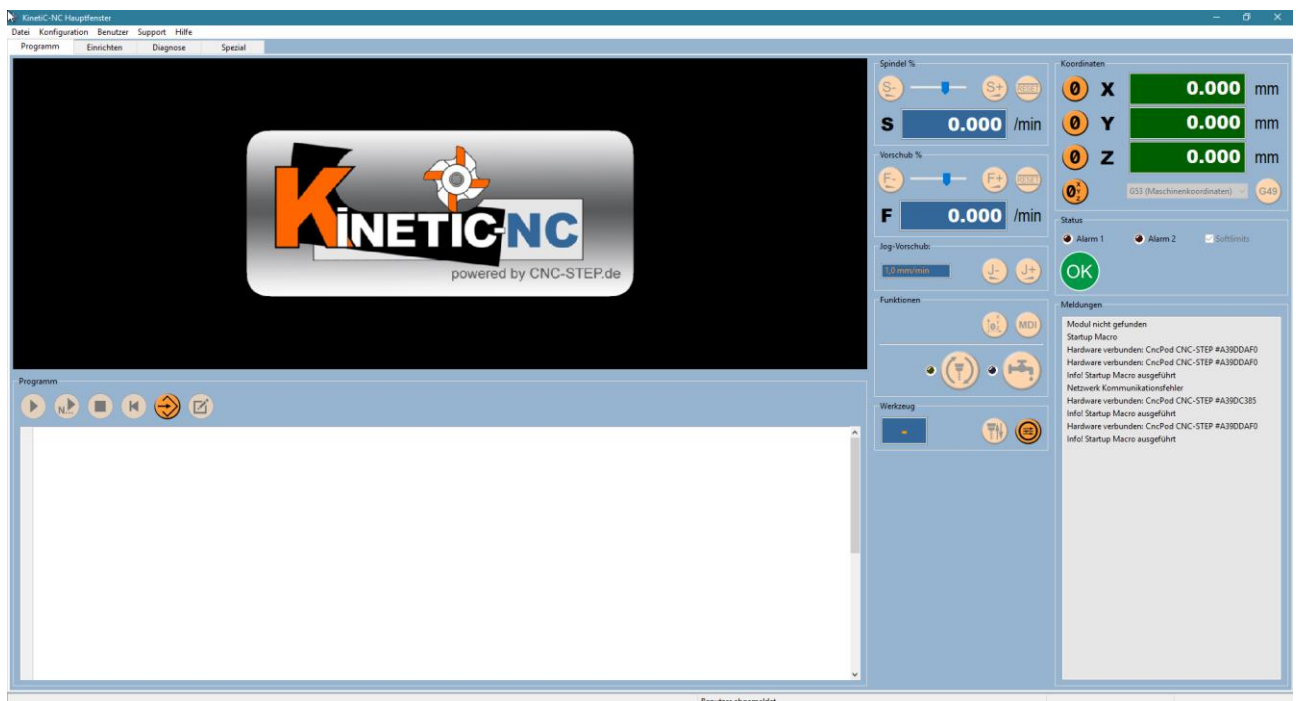 KinetiC-NC Hauptfenster
Datei Konfiguration Benutzer Support Hilfe
Programm Einrichten Diagnose Spezial
KiNETIC-NC
powered by CNC-STEP.de
Programm
N
Spindel %
S- S+ RESET
S 0.000 /min
Vorschub %
F- F+ RESET
F 0.000 /min
Jog-Vorschub:
1,0 mm/min J- J+
Funktionen
MDI
Werkzeug
-
Koordinaten
0 X 0.000 mm
0 Y 0.000 mm
0 Z 0.000 mm
0 X Y Z G53 (Maschinenkoordinaten) G49
Status
Alarm 1 Alarm 2 Softlimits
OK
Meldungen
Modul nicht gefunden
Startup Macro
Hardware verbunden: CncPod CNC-STEP #A39DDAF0
Hardware verbunden: CncPod CNC-STEP #A39DDAF0
Info! Startup Macro ausgeführt
Netzwerk Kommunikationsfehler
Hardware verbunden: CncPod CNC-STEP #A39DC385
Info! Startup Macro ausgeführt
Hardware verbunden: CncPod CNC-STEP #A39DDAF0
Info! Startup Macro ausgeführt
Benutzer abgemeldet